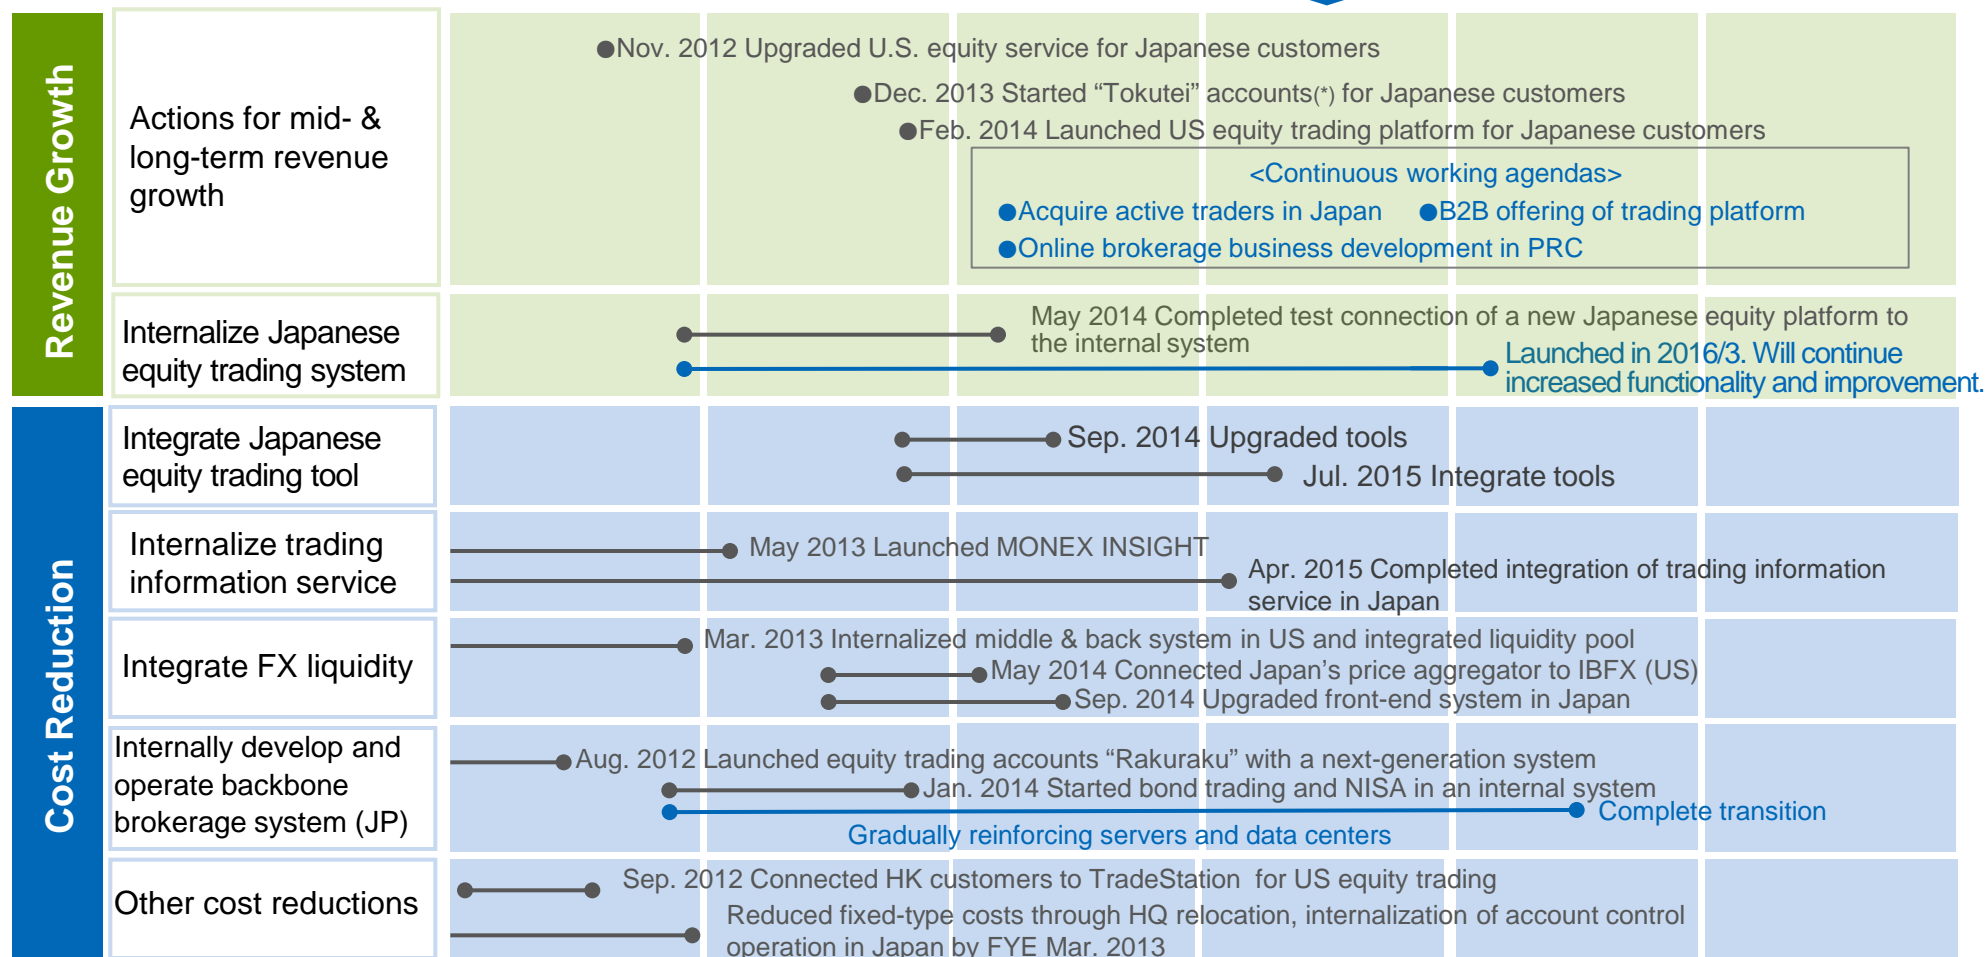 Revenue Growth
Actions for mid- &
long-term revenue
growth
●Nov. 2012 Upgraded U.S. equity service for Japanese customers
●Dec. 2013 Started “Tokutei” accounts(*) for Japanese customers
●Feb. 2014 Launched US equity trading platform for Japanese customers
<Continuous working agendas>
●Acquire active traders in Japan ●B2B offering of trading platform
●Online brokerage business development in PRC
Internalize Japanese
equity trading system
May 2014 Completed test connection of a new Japanese equity platform to
the internal system
Launched in 2016/3. Will continue
increased functionality and improvement.
Cost Reduction
Integrate Japanese
equity trading tool
Sep. 2014 Upgraded tools
Jul. 2015 Integrate tools
Internalize trading
information service
May 2013 Launched MONEX INSIGHT
Apr. 2015 Completed integration of trading information
service in Japan
Integrate FX liquidity
Mar. 2013 Internalized middle & back system in US and integrated liquidity pool
May 2014 Connected Japan’s price aggregator to IBFX (US)
Sep. 2014 Upgraded front-end system in Japan
Internally develop and
operate backbone
brokerage system (JP)
Aug. 2012 Launched equity trading accounts “Rakuraku” with a next-generation system
Jan. 2014 Started bond trading and NISA in an internal system
Complete transition
Gradually reinforcing servers and data centers
Other cost reductions
Sep. 2012 Connected HK customers to TradeStation for US equity trading
Reduced fixed-type costs through HQ relocation, internalization of account control
operation in Japan by FYE Mar. 2013